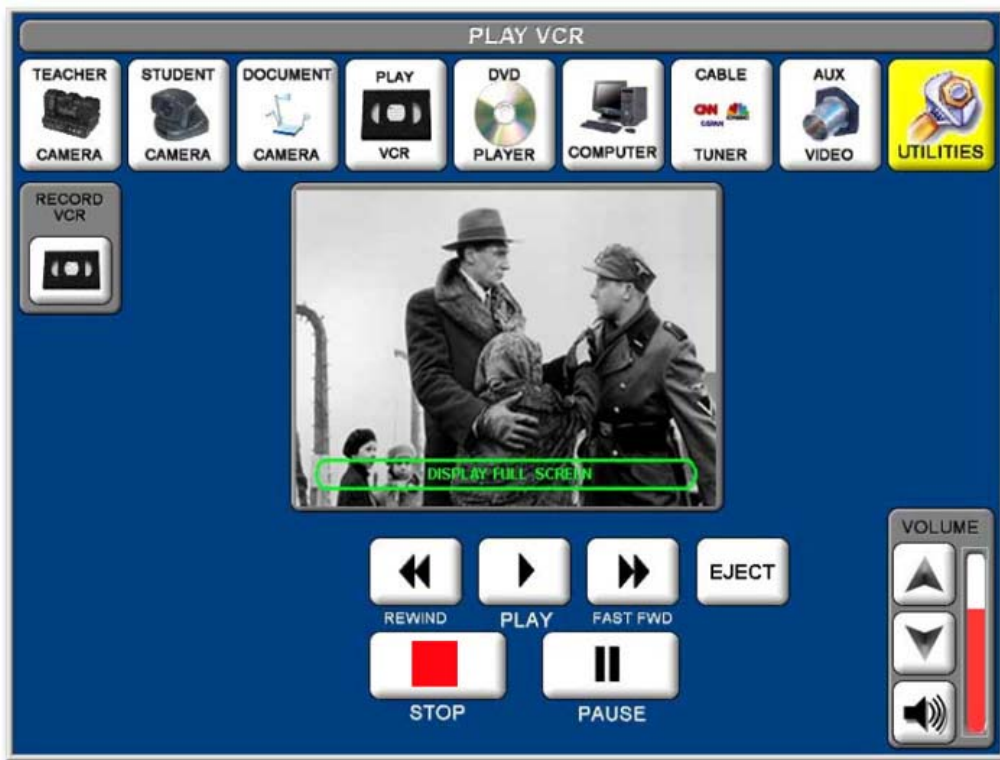 PLAY VCR
TEACHER
CAMERA
STUDENT
CAMERA
DOCUMENT
CAMERA
PLAY
VCR
DVD
PLAYER
COMPUTER
CABLE
CNN
TUNER
AUX
VIDEO
UTILITIES
RECORD
VCR
DISPLAY FULL SCREEN
REWIND
PLAY
FAST FWD
EJECT
STOP
PAUSE
VOLUME